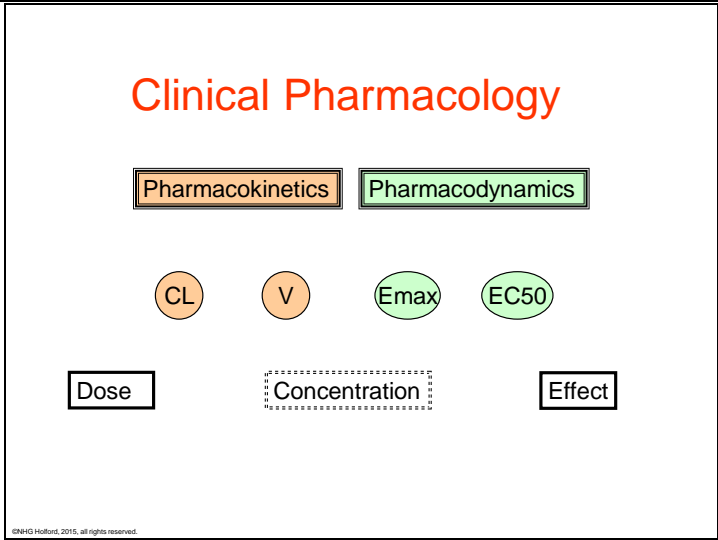 Clinical Pharmacology
Pharmacokinetics Pharmacodynamics
CL V Emax EC50
Dose Concentration Effect
©NHG Holford, 2015, all rights reserved.